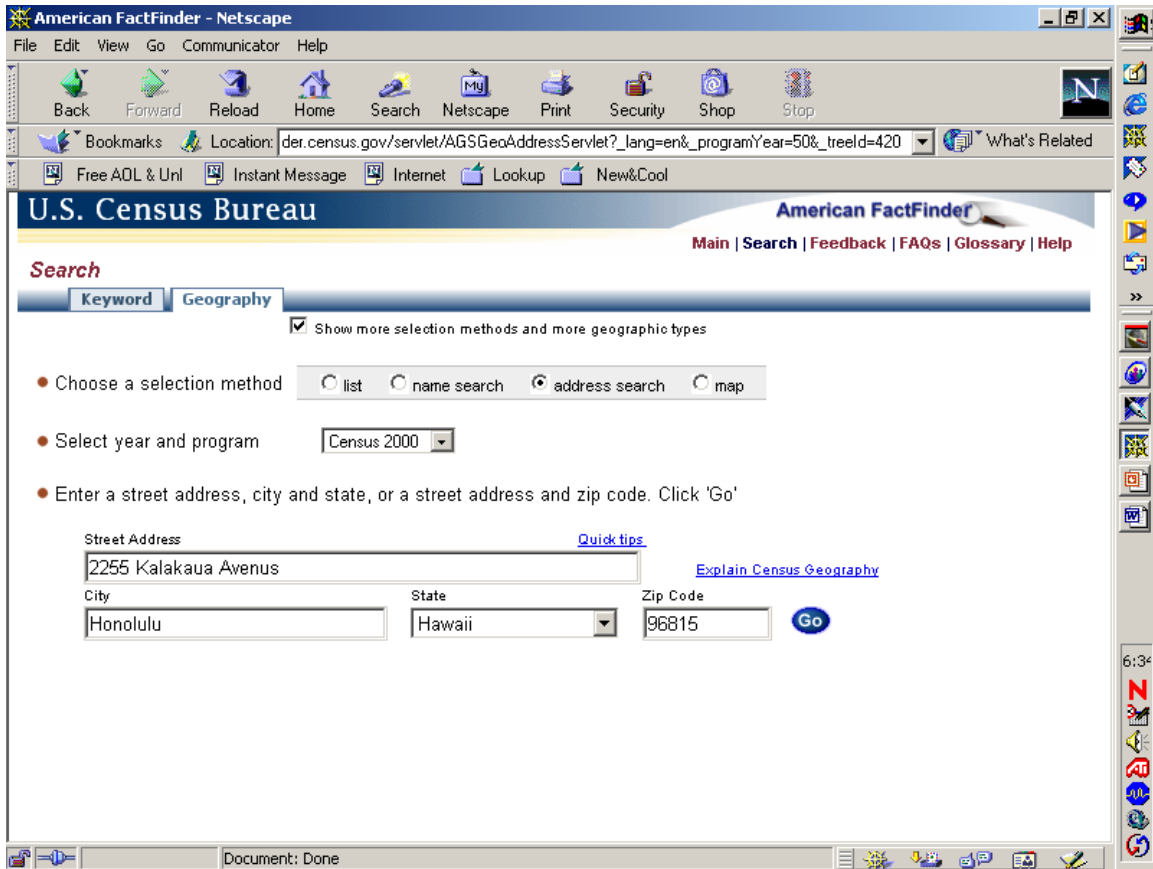 American FactFinder - Netscape
File Edit View Go Communicator Help
Back Forward Reload Home Search Netscape Print Security Shop Stop
My
N
Bookmarks Location: der.census.gov/servlet/AGSGeoAddressServlet?_lang=en&_programYear=50&_treeId=420 What's Related
Free AOL & Unl Instant Message Internet Lookup New&Cool
U.S. Census Bureau
American FactFinder
Main | Search | Feedback | FAQs | Glossary | Help
Search
Keyword Geography
Show more selection methods and more geographic types
Choose a selection method list name search address search map
Select year and program Census 2000
Enter a street address, city and state, or a street address and zip code. Click 'Go'
Street Address Quick tips
2255 Kalakaua Avenus Explain Census Geography
City State Zip Code
Honolulu Hawaii 96815 Go
Document: Done
»
6:34
N